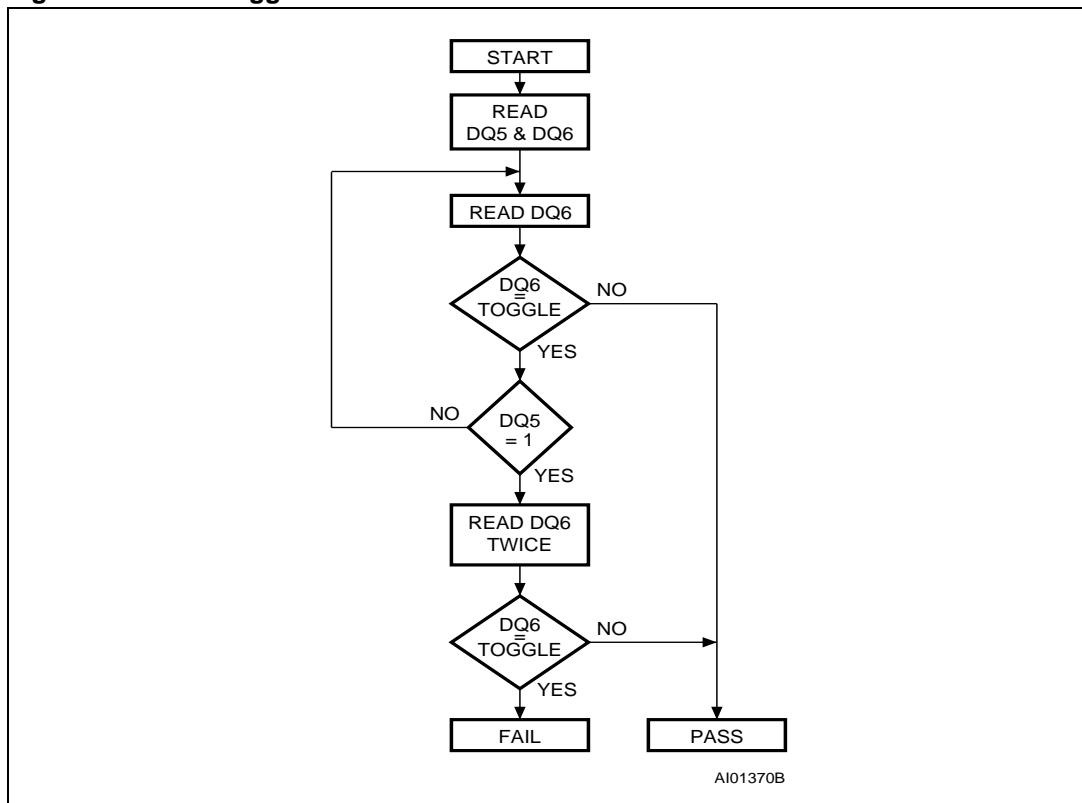 START
READ
DQ5 & DQ6
READ DQ6
DQ6
=
TOGGLE
NO
YES
NO
DQ5
= 1
YES
READ DQ6
TWICE
DQ6
=
TOGGLE
NO
YES
FAIL
PASS
AI01370B